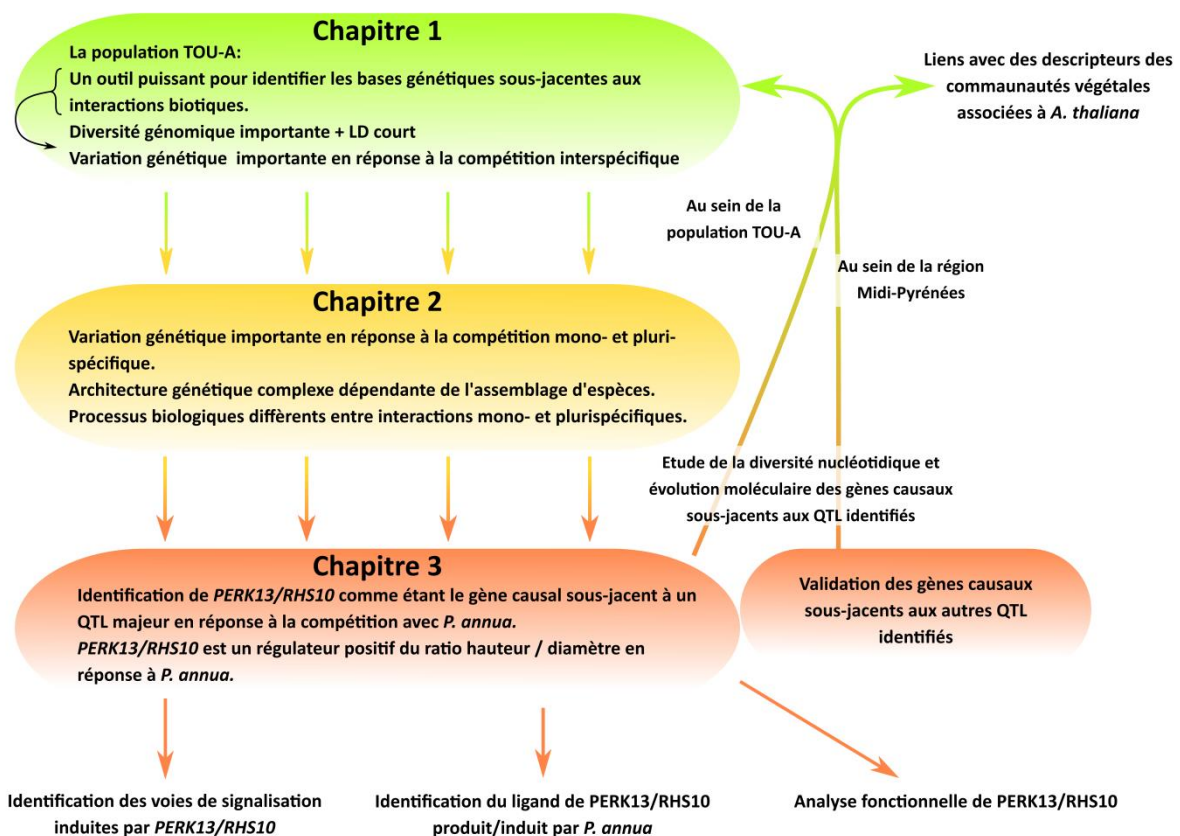 Chapitre 1
La population TOU-A:
Un outil puissant pour identifier les bases génétiques sous-jacentes aux
interactions biotiques.
Diversité génomique importante + LD court
Variation génétique importante en réponse à la compétition interspécifique
Liens avec des descripteurs des
communautés végétales
associées à A. thaliana
Au sein de la
population TOU-A
Au sein de la région
Midi-Pyrénées
Chapitre 2
Variation génétique importante en réponse à la compétition mono- et pluri-
spécifique.
Architecture génétique complexe dépendante de l'assemblage d'espèces.
Processus biologiques diffèrents entre interactions mono- et plurispécifiques.
Etude de la diversité nucléotidique et
évolution moléculaire des gènes causaux
sous-jacents aux QTL identifiés
Chapitre 3
Identification de PERK13/RHS10 comme étant le gène causal sous-jacent à un
QTL majeur en réponse à la compétition avec P. annua.
PERK13/RHS10 est un régulateur positif du ratio hauteur / diamètre en
réponse à P. annua.
Validation des gènes causaux
sous-jacents aux autres QTL
identifiés
Identification des voies de signalisation
induites par PERK13/RHS10
Identification du ligand de PERK13/RHS10
produit/induit par P. annua
Analyse fonctionnelle de PERK13/RHS10